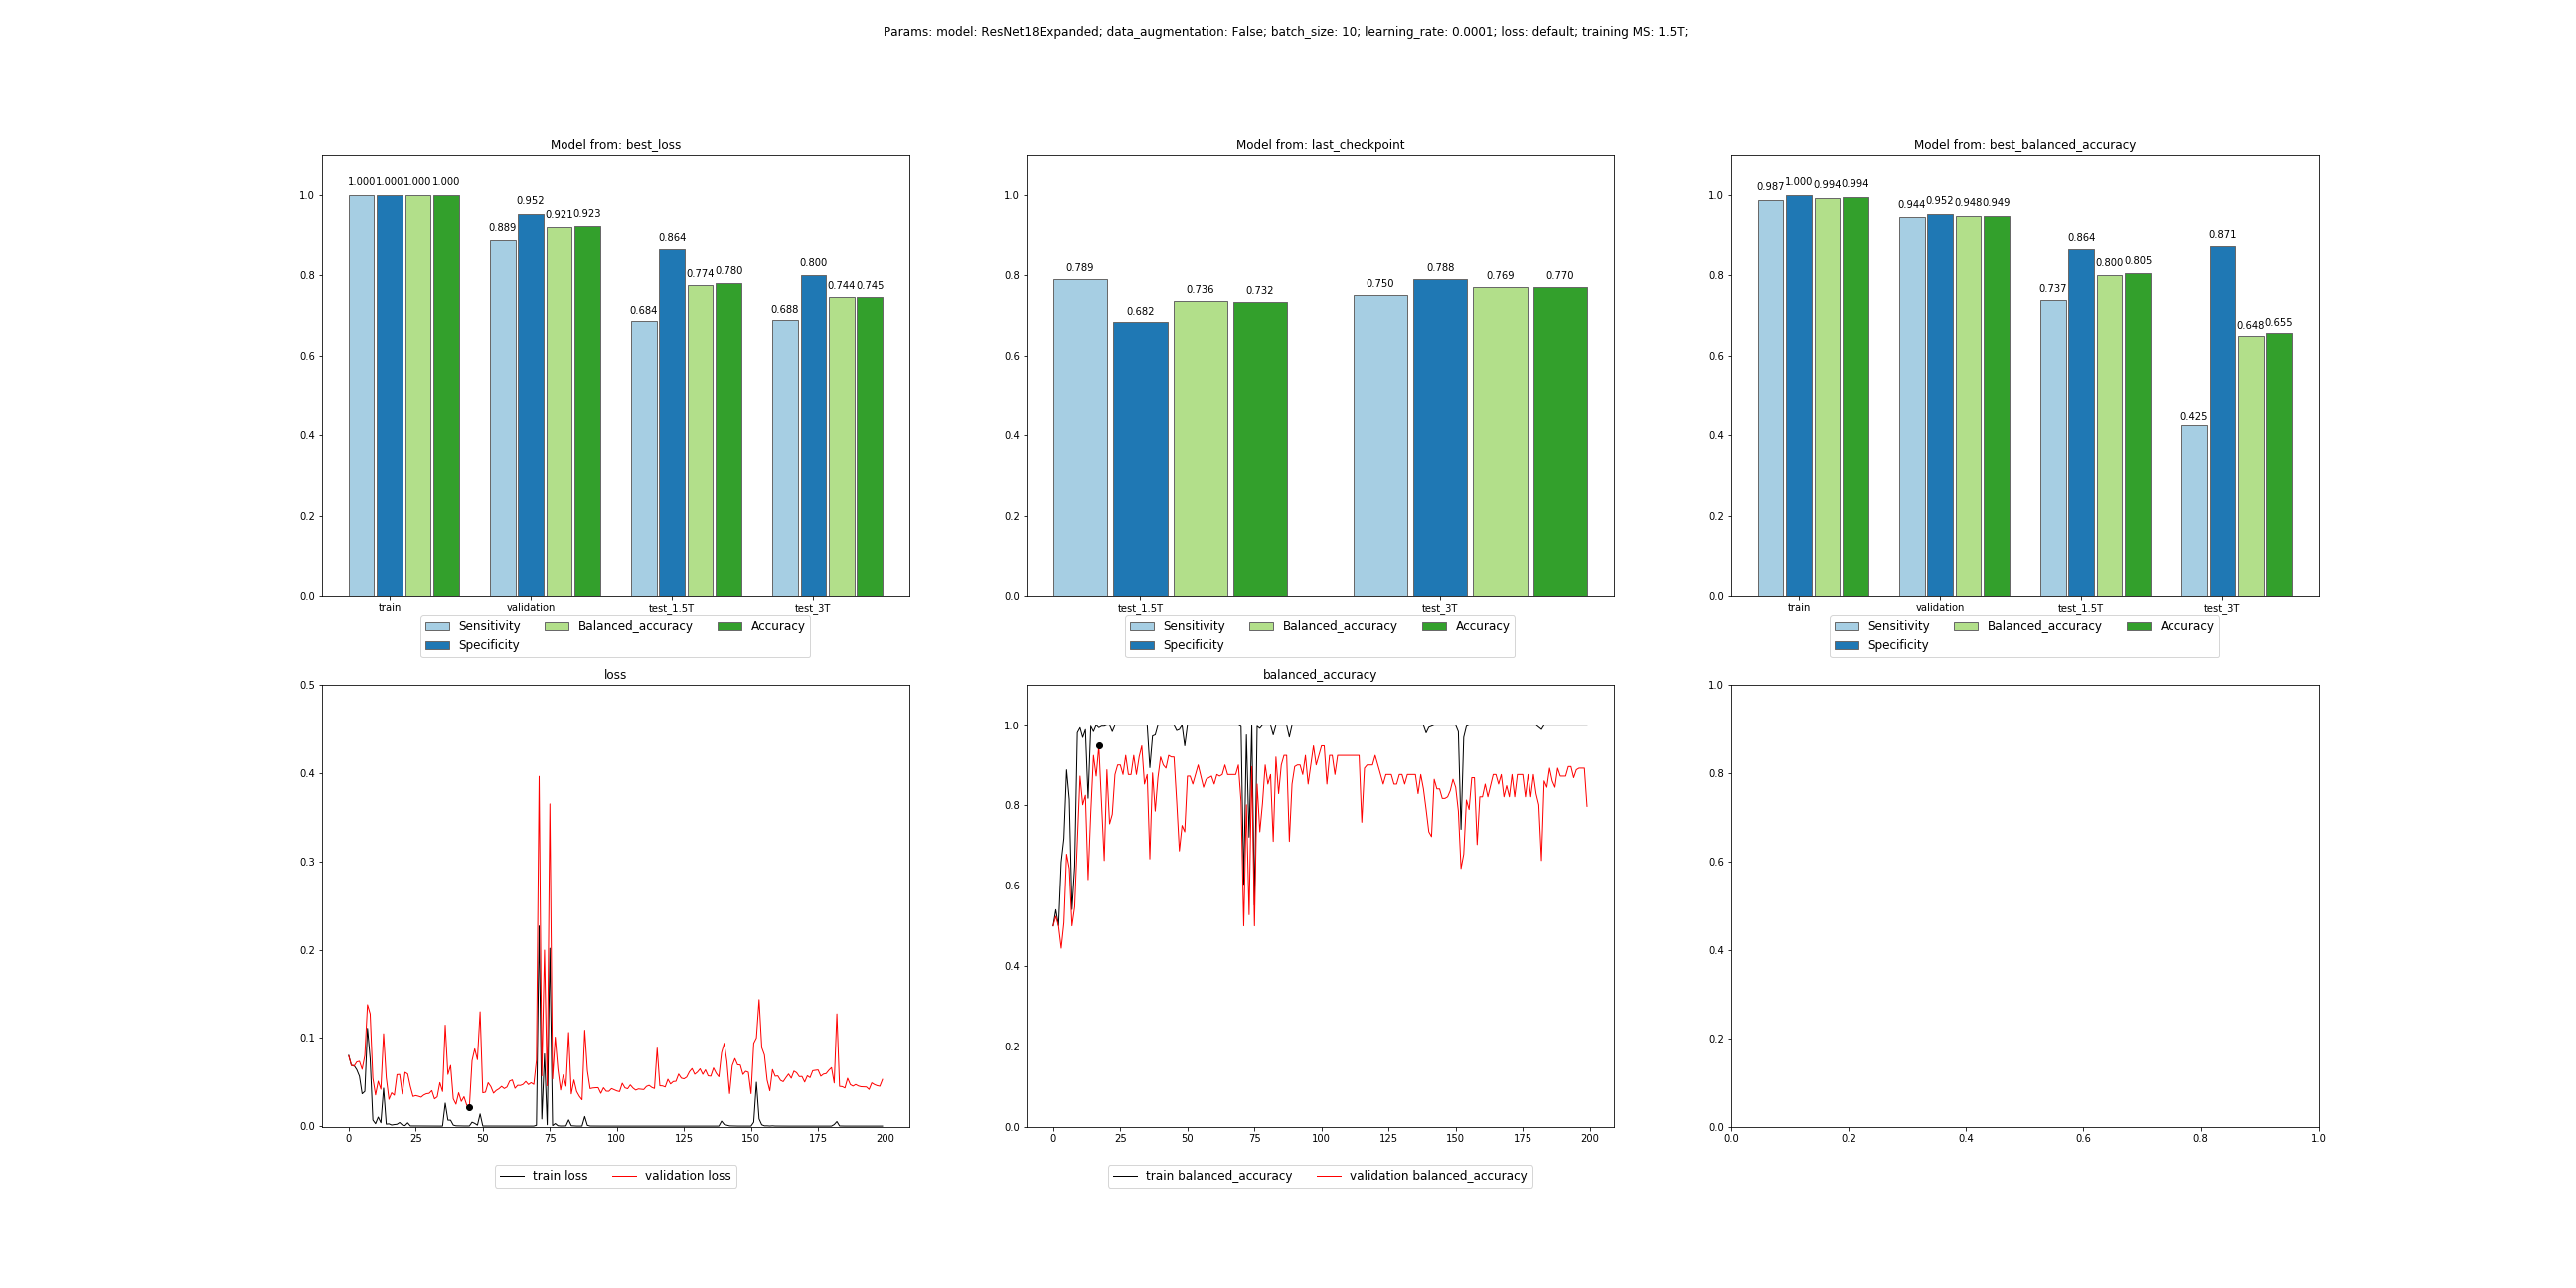 Params: model: ResNet18Expanded; data_augmentation: False; batch_size: 10; learning_rate: 0.0001; loss: default; training MS: 1.5T;
Model from: best_loss
1.000 1.000 1.000 1.000
0.889 0.952 0.921 0.923
0.684 0.864 0.774 0.780
0.688 0.800 0.744 0.745
1.0
0.8
0.6
0.4
0.2
0.0
train validation test_1.5T test_3T
Sensitivity Balanced_accuracy Accuracy
Specificity
Model from: last_checkpoint
0.789 0.682 0.736 0.732
0.750 0.788 0.769 0.770
1.0
0.8
0.6
0.4
0.2
0.0
test_1.5T test_3T
Sensitivity Balanced_accuracy Accuracy
Specificity
Model from: best_balanced_accuracy
0.987 1.000 0.994 0.994
0.944 0.952 0.948 0.949
0.737 0.864 0.800 0.805
0.425 0.871 0.648 0.655
1.0
0.8
0.6
0.4
0.2
0.0
train validation test_1.5T test_3T
Sensitivity Balanced_accuracy Accuracy
Specificity
loss
0.5
0.4
0.3
0.2
0.1
0.0
0 25 50 75 100 125 150 175 200
train loss validation loss
balanced_accuracy
1.0
0.8
0.6
0.4
0.2
0.0
0 25 50 75 100 125 150 175 200
train balanced_accuracy validation balanced_accuracy
1.0
0.8
0.6
0.4
0.2
0.0
0.0 0.2 0.4 0.6 0.8 1.0